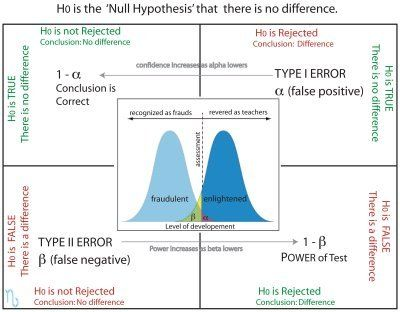 H0 is the 'Null Hypothesis' that there is no difference.
H0 is not Rejected
Conclusion: No difference
H0 is Rejected
Conclusion: Difference
H0 is TRUE
There is no difference
confidence increases as alpha lowers
1 - α
Conclusion is
Correct
TYPE I ERROR
α (false positive)
H0 is TRUE
There is no difference
recognized as frauds
revered as teachers
assessment
fraudulent
enlightened
β
α
Level of developement
H0 is FALSE
There is a difference
TYPE II ERROR
β (false negative)
Power increases as beta lowers
1 - β
POWER of Test
H0 is FALSE
There is a difference
H0 is not Rejected
Conclusion: No difference
H0 is Rejected
Conclusion: Difference